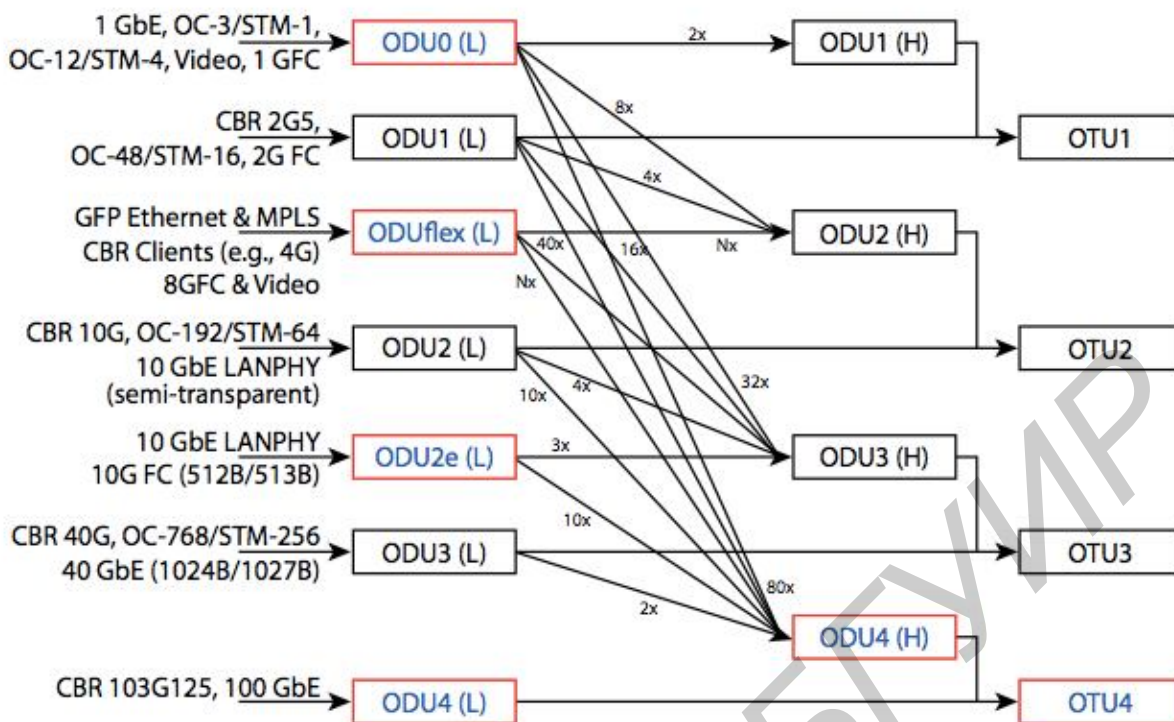 1 GbE, OC-3/STM-1,
OC-12/STM-4, Video, 1 GFC
ODU0 (L)
2x
ODU1 (H)
8x
CBR 2G5,
OC-48/STM-16, 2G FC
ODU1 (L)
OTU1
4x
GFP Ethernet & MPLS
CBR Clients (e.g., 4G)
8GFC & Video
ODUflex (L)
40x
16x
Nx
ODU2 (H)
Nx
CBR 10G, OC-192/STM-64
10 GbE LANPHY
(semi-transparent)
ODU2 (L)
OTU2
10x
4x
32x
10 GbE LANPHY
10G FC (512B/513B)
ODU2e (L)
3x
ODU3 (H)
10x
CBR 40G, OC-768/STM-256
40 GbE (1024B/1027B)
ODU3 (L)
OTU3
80x
2x
ODU4 (H)
CBR 103G125, 100 GbE
ODU4 (L)
OTU4
БГУИР